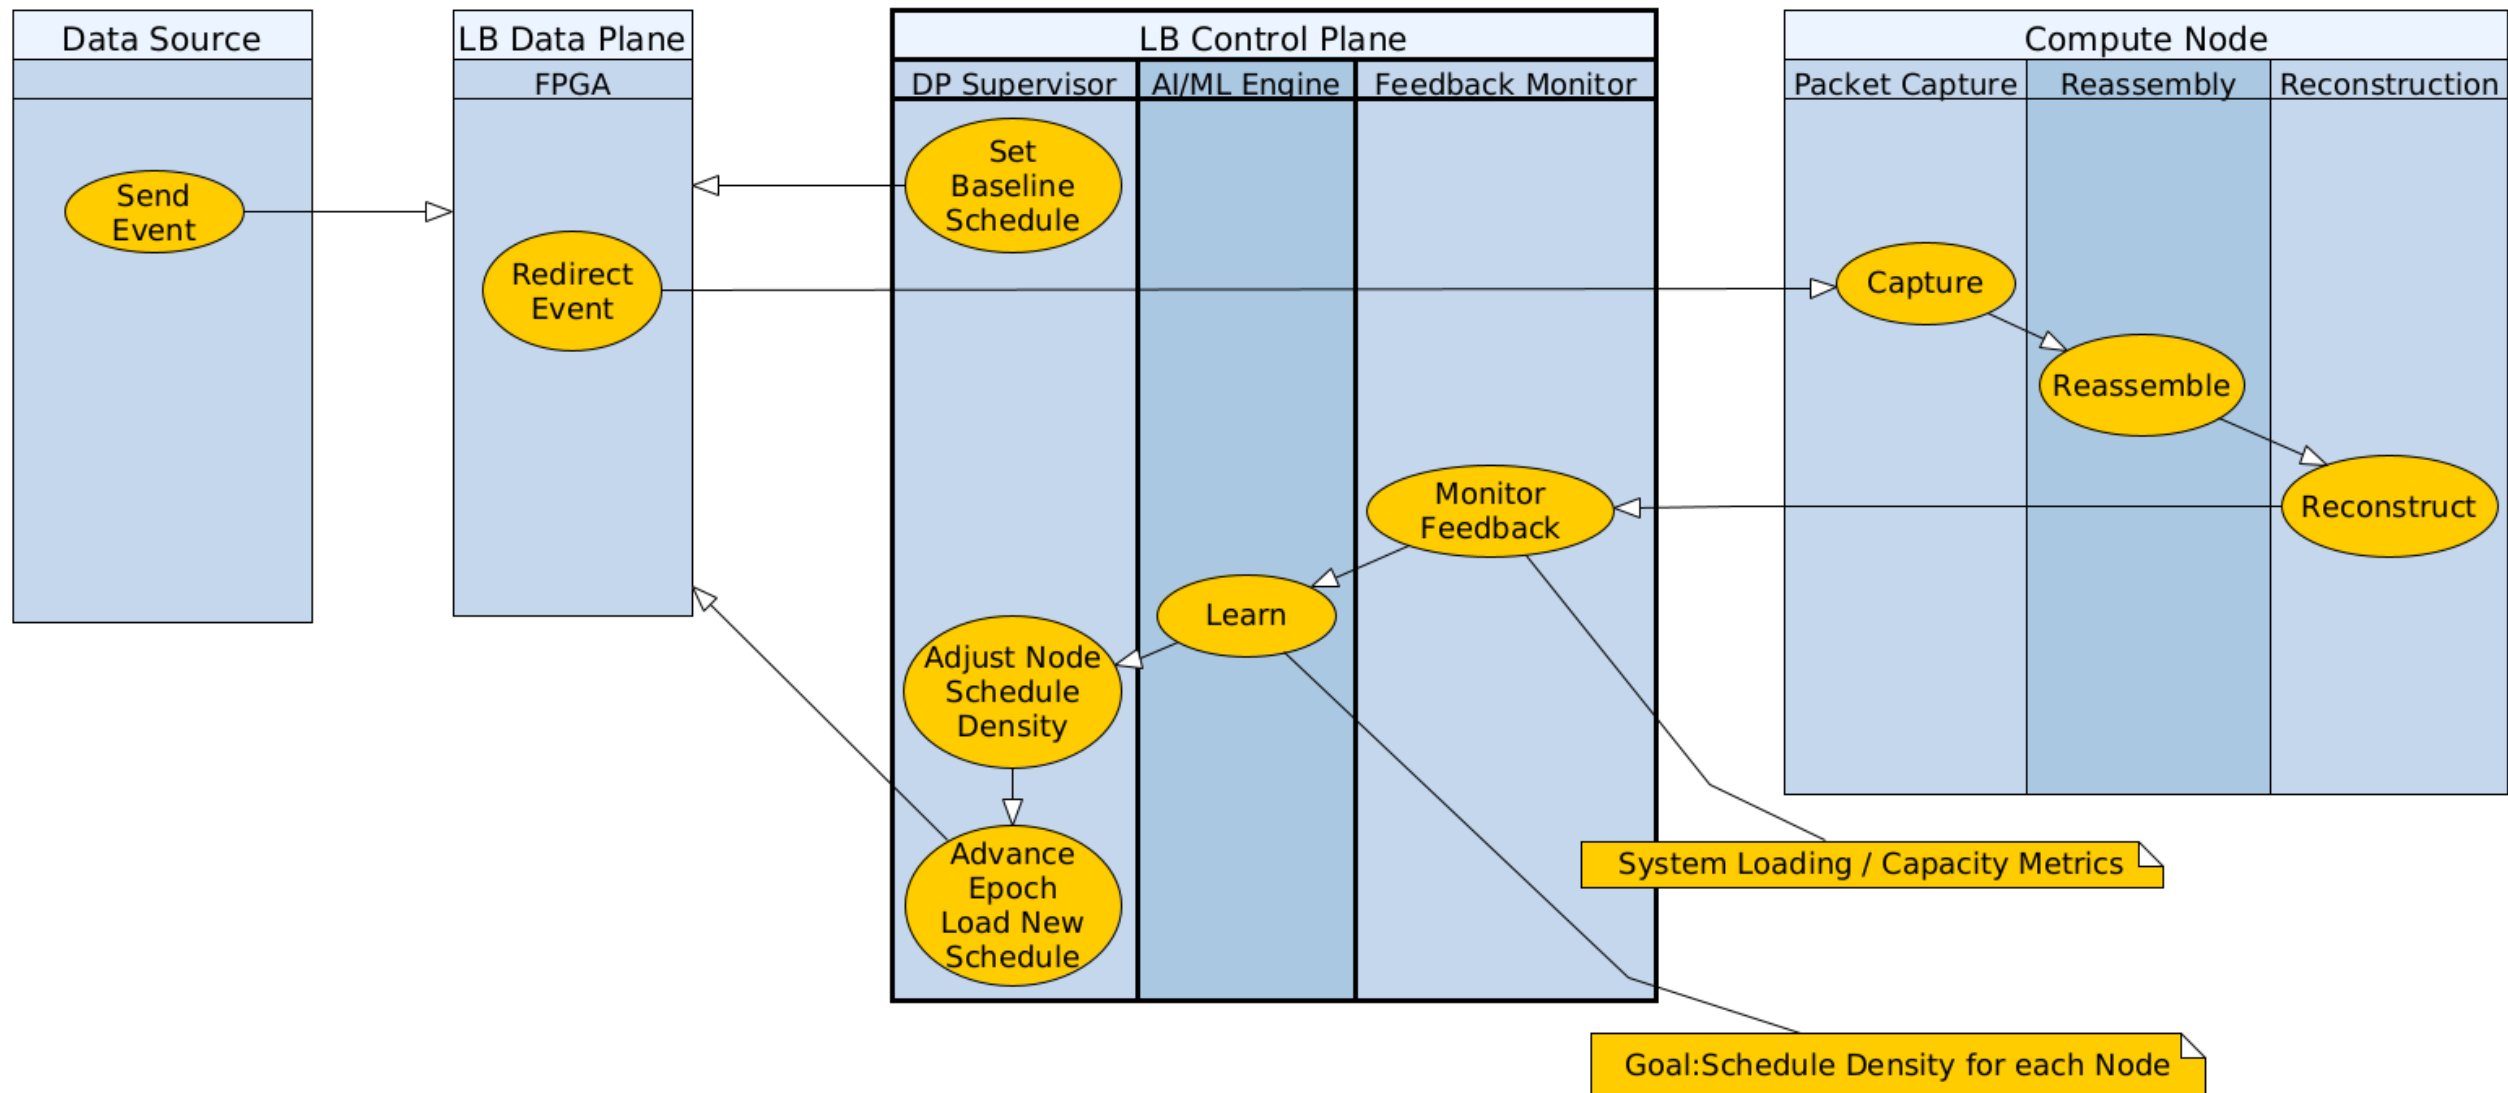 Data Source
LB Data Plane
LB Control Plane
Compute Node
FPGA
DP Supervisor
AI/ML Engine
Feedback Monitor
Packet Capture
Reassembly
Reconstruction
Send
Event
Set
Baseline
Schedule
Redirect
Event
Capture
Reassemble
Reconstruct
Monitor
Feedback
Learn
Adjust Node
Schedule
Density
Advance
Epoch
Load New
Schedule
System Loading / Capacity Metrics
Goal:Schedule Density for each Node